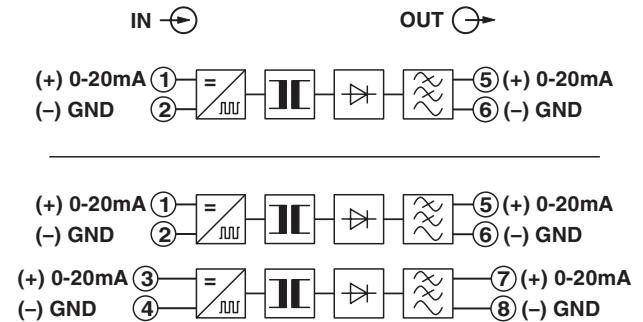 IN OUT
(+) 0-20mA 1 = 5 (+) 0-20mA
(–) GND 2 6 (–) GND
(+) 0-20mA 1 = 5 (+) 0-20mA
(–) GND 2 6 (–) GND
(+) 0-20mA 3 = 7 (+) 0-20mA
(–) GND 4 8 (–) GND